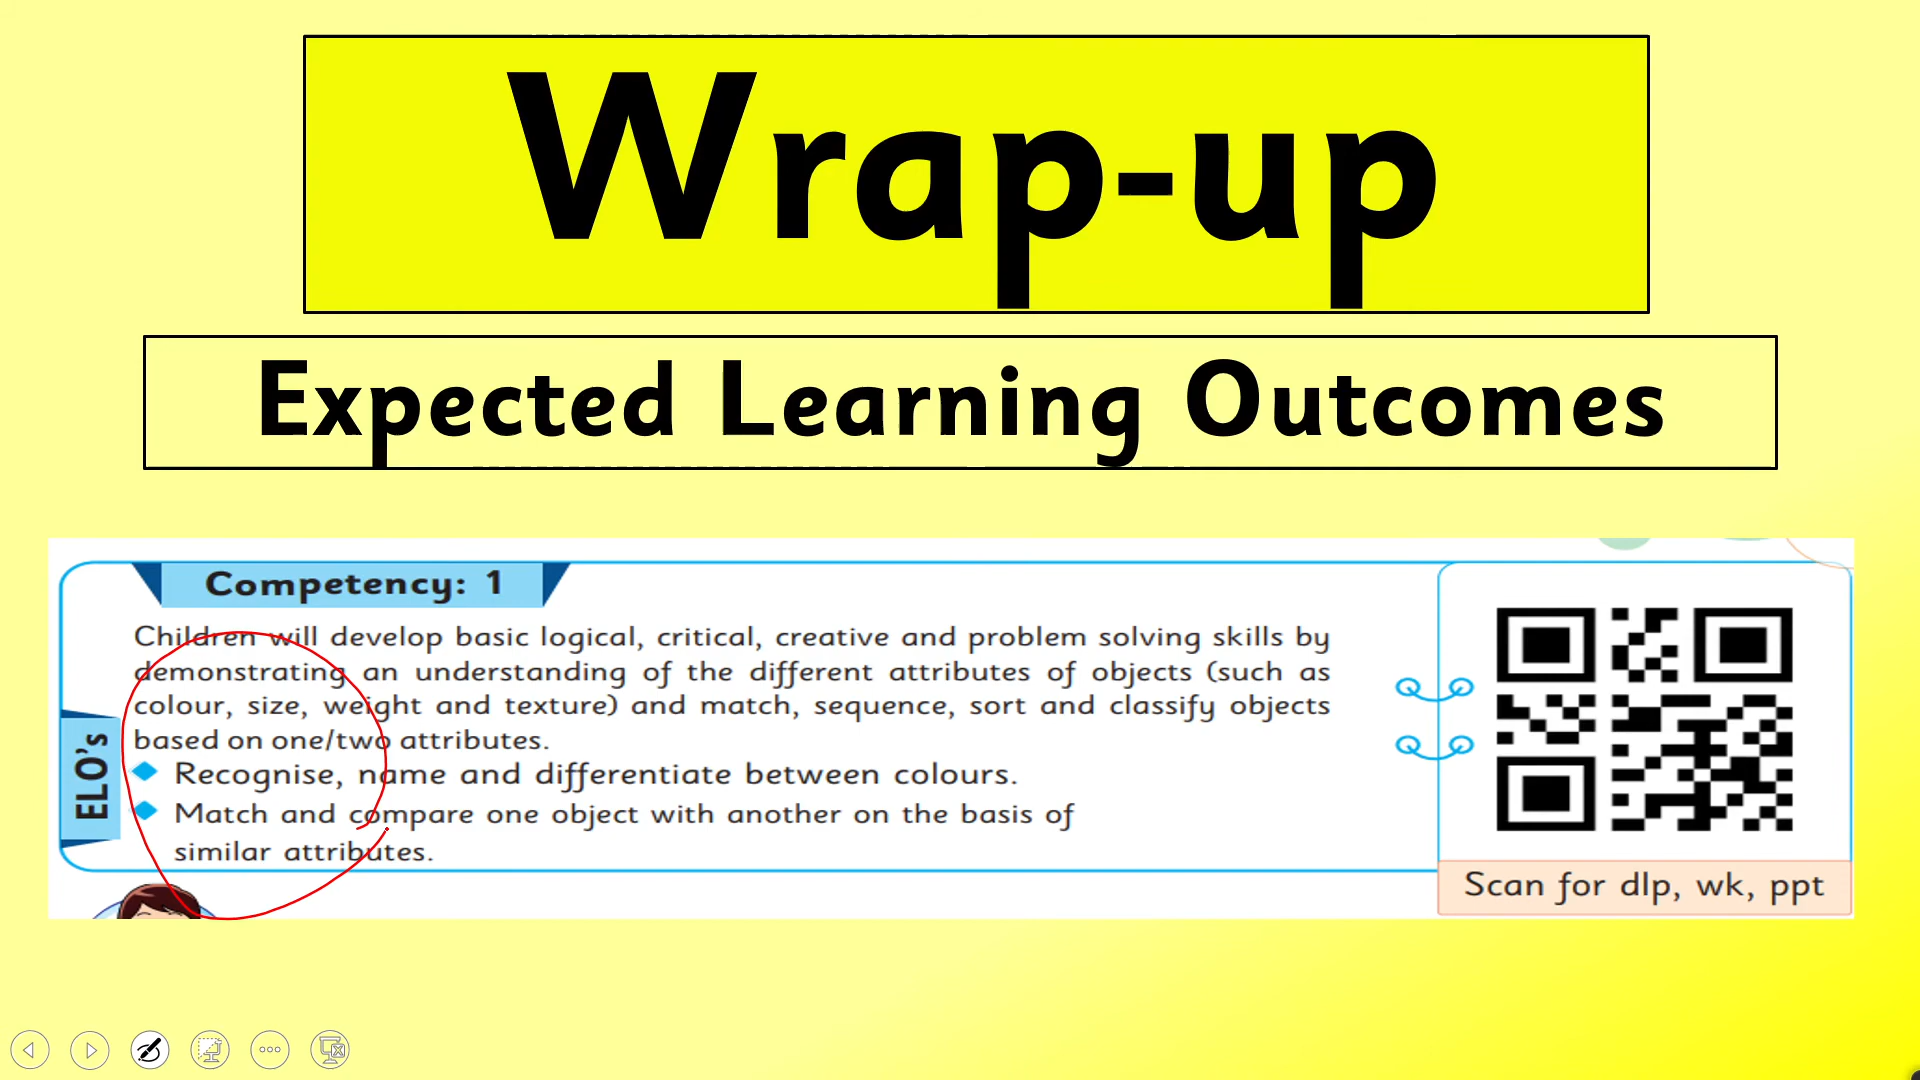 Wrap-up
Expected Learning Outcomes
Competency: 1
Children will develop basic logical, critical, creative and problem solving skills by
demonstrating an understanding of the different attributes of objects (such as
colour, size, weight and texture) and match, sequence, sort and classify objects
based on one/two attributes.
ELO's
Recognise, name and differentiate between colours.
Match and compare one object with another on the basis of
similar attributes.
Scan for dlp, wk, ppt